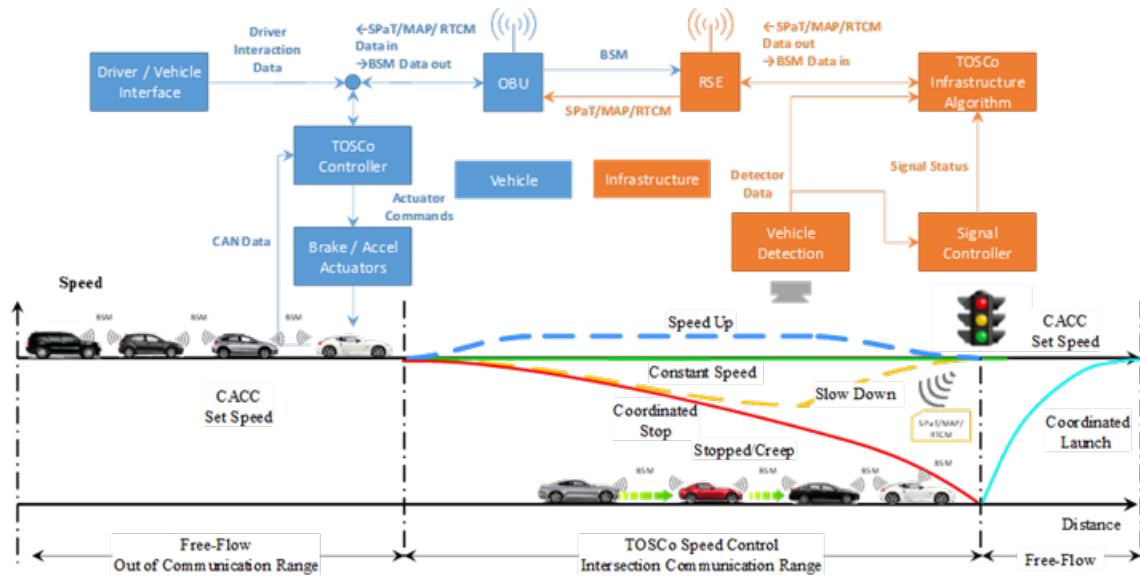 Driver
Interaction
Data
←SPaT/MAP/ RTCM
Data in
→BSM Data out
BSM
←SPaT/MAP/RTCM
Data out
→BSM Data in
Driver / Vehicle
Interface
OBU
RSE
TOSCo
Infrastructure
Algorithm
SPaT/MAP/RTCM
TOSCo
Controller
Vehicle
Infrastructure
Detector
Data
Signal Status
Actuator
Commands
CAN Data
Brake / Accel
Actuators
Vehicle
Detection
Signal
Controller
Speed
BSM
BSM
BSM
Speed Up
CACC
Set Speed
Constant Speed
CACC
Set Speed
Slow Down
Coordinated
Stop
SPaT/MAP/
RTCM
Coordinated
Launch
Stopped/Creep
BSM
BSM
BSM
Distance
Free-Flow
Out of Communication Range
TOSCo Speed Control
Intersection Communication Range
Free-Flow